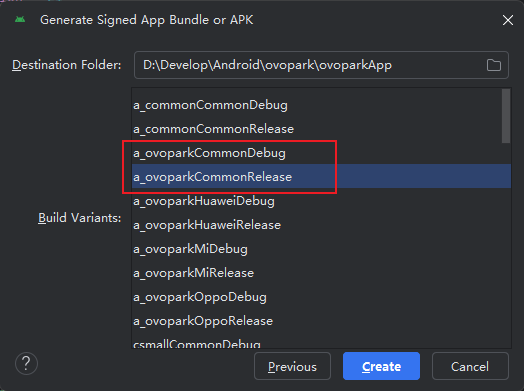 Generate Signed App Bundle or APK
Destination Folder: D:\Develop\Android\ovopark\ovoparkApp
a_commonCommonDebug
a_commonCommonRelease
a_ovoparkCommonDebug
a_ovoparkCommonRelease
a_ovoparkHuaweiDebug
Build Variants:
a_ovoparkHuaweiRelease
a_ovoparkMiDebug
a_ovoparkMiRelease
a_ovoparkOppoDebug
a_ovoparkOppoRelease
csmallCommonDebug
? Previous Create Cancel